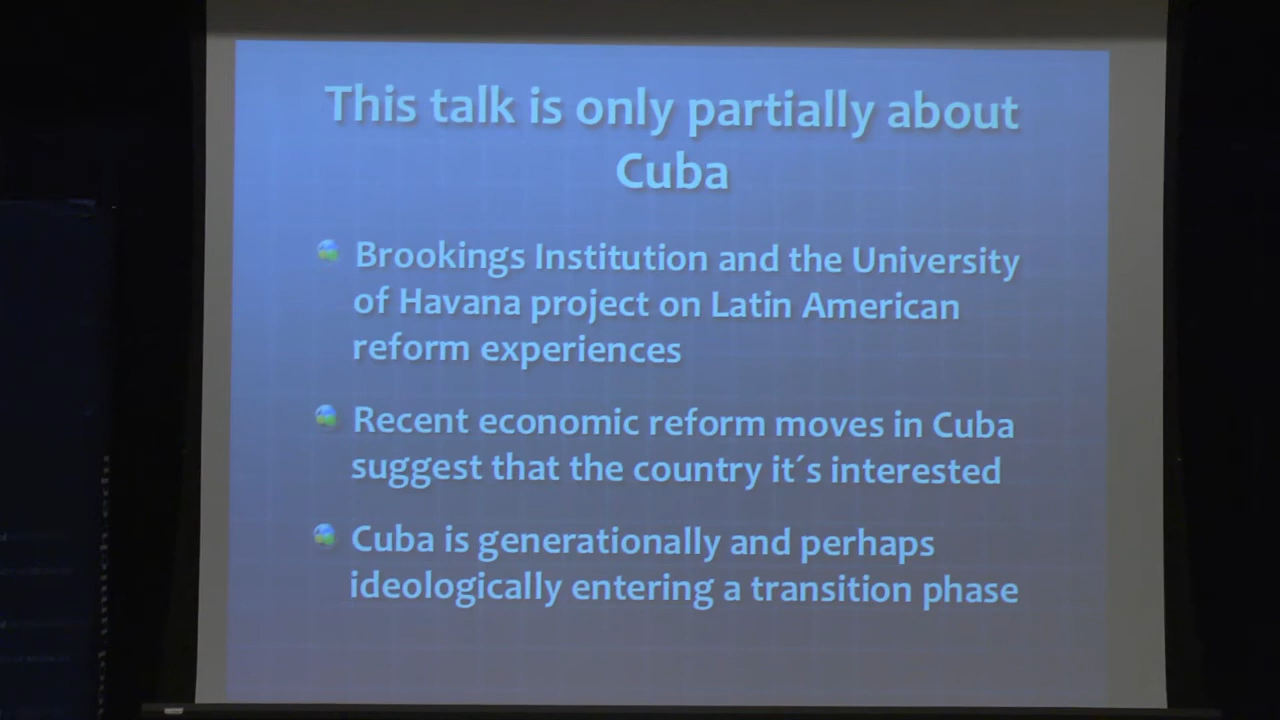 This talk is only partially about
Cuba
Brookings Institution and the University
of Havana project on Latin American
reform experiences
Recent economic reform moves in Cuba
suggest that the country it´s interested
Cuba is generationally and perhaps
ideologically entering a transition phase